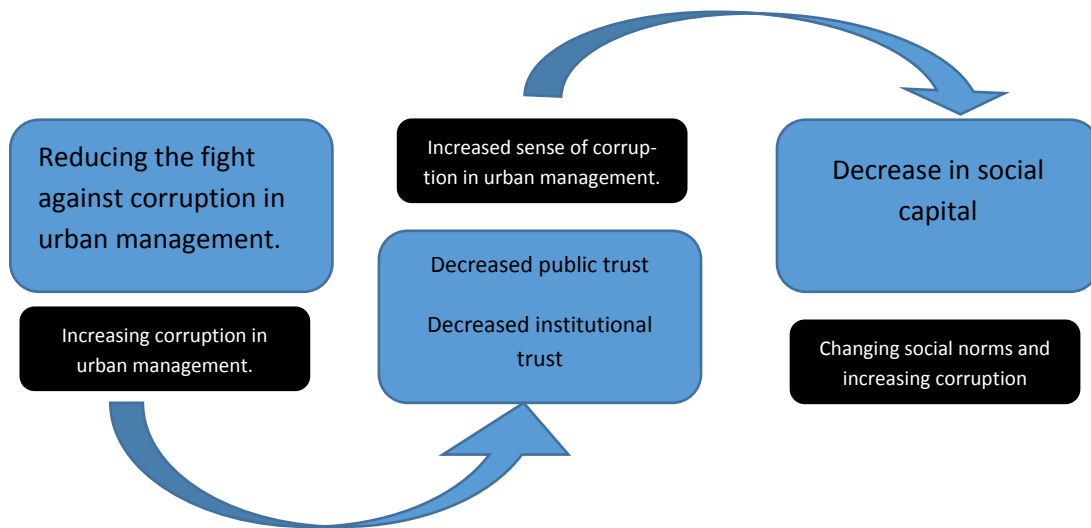 Reducing the fight
against corruption in
urban management.
Increasing corruption in
urban management.
Increased sense of corrup-
tion in urban management.
Decreased public trust
Decreased institutional
trust
Decrease in social
capital
Changing social norms and
increasing corruption